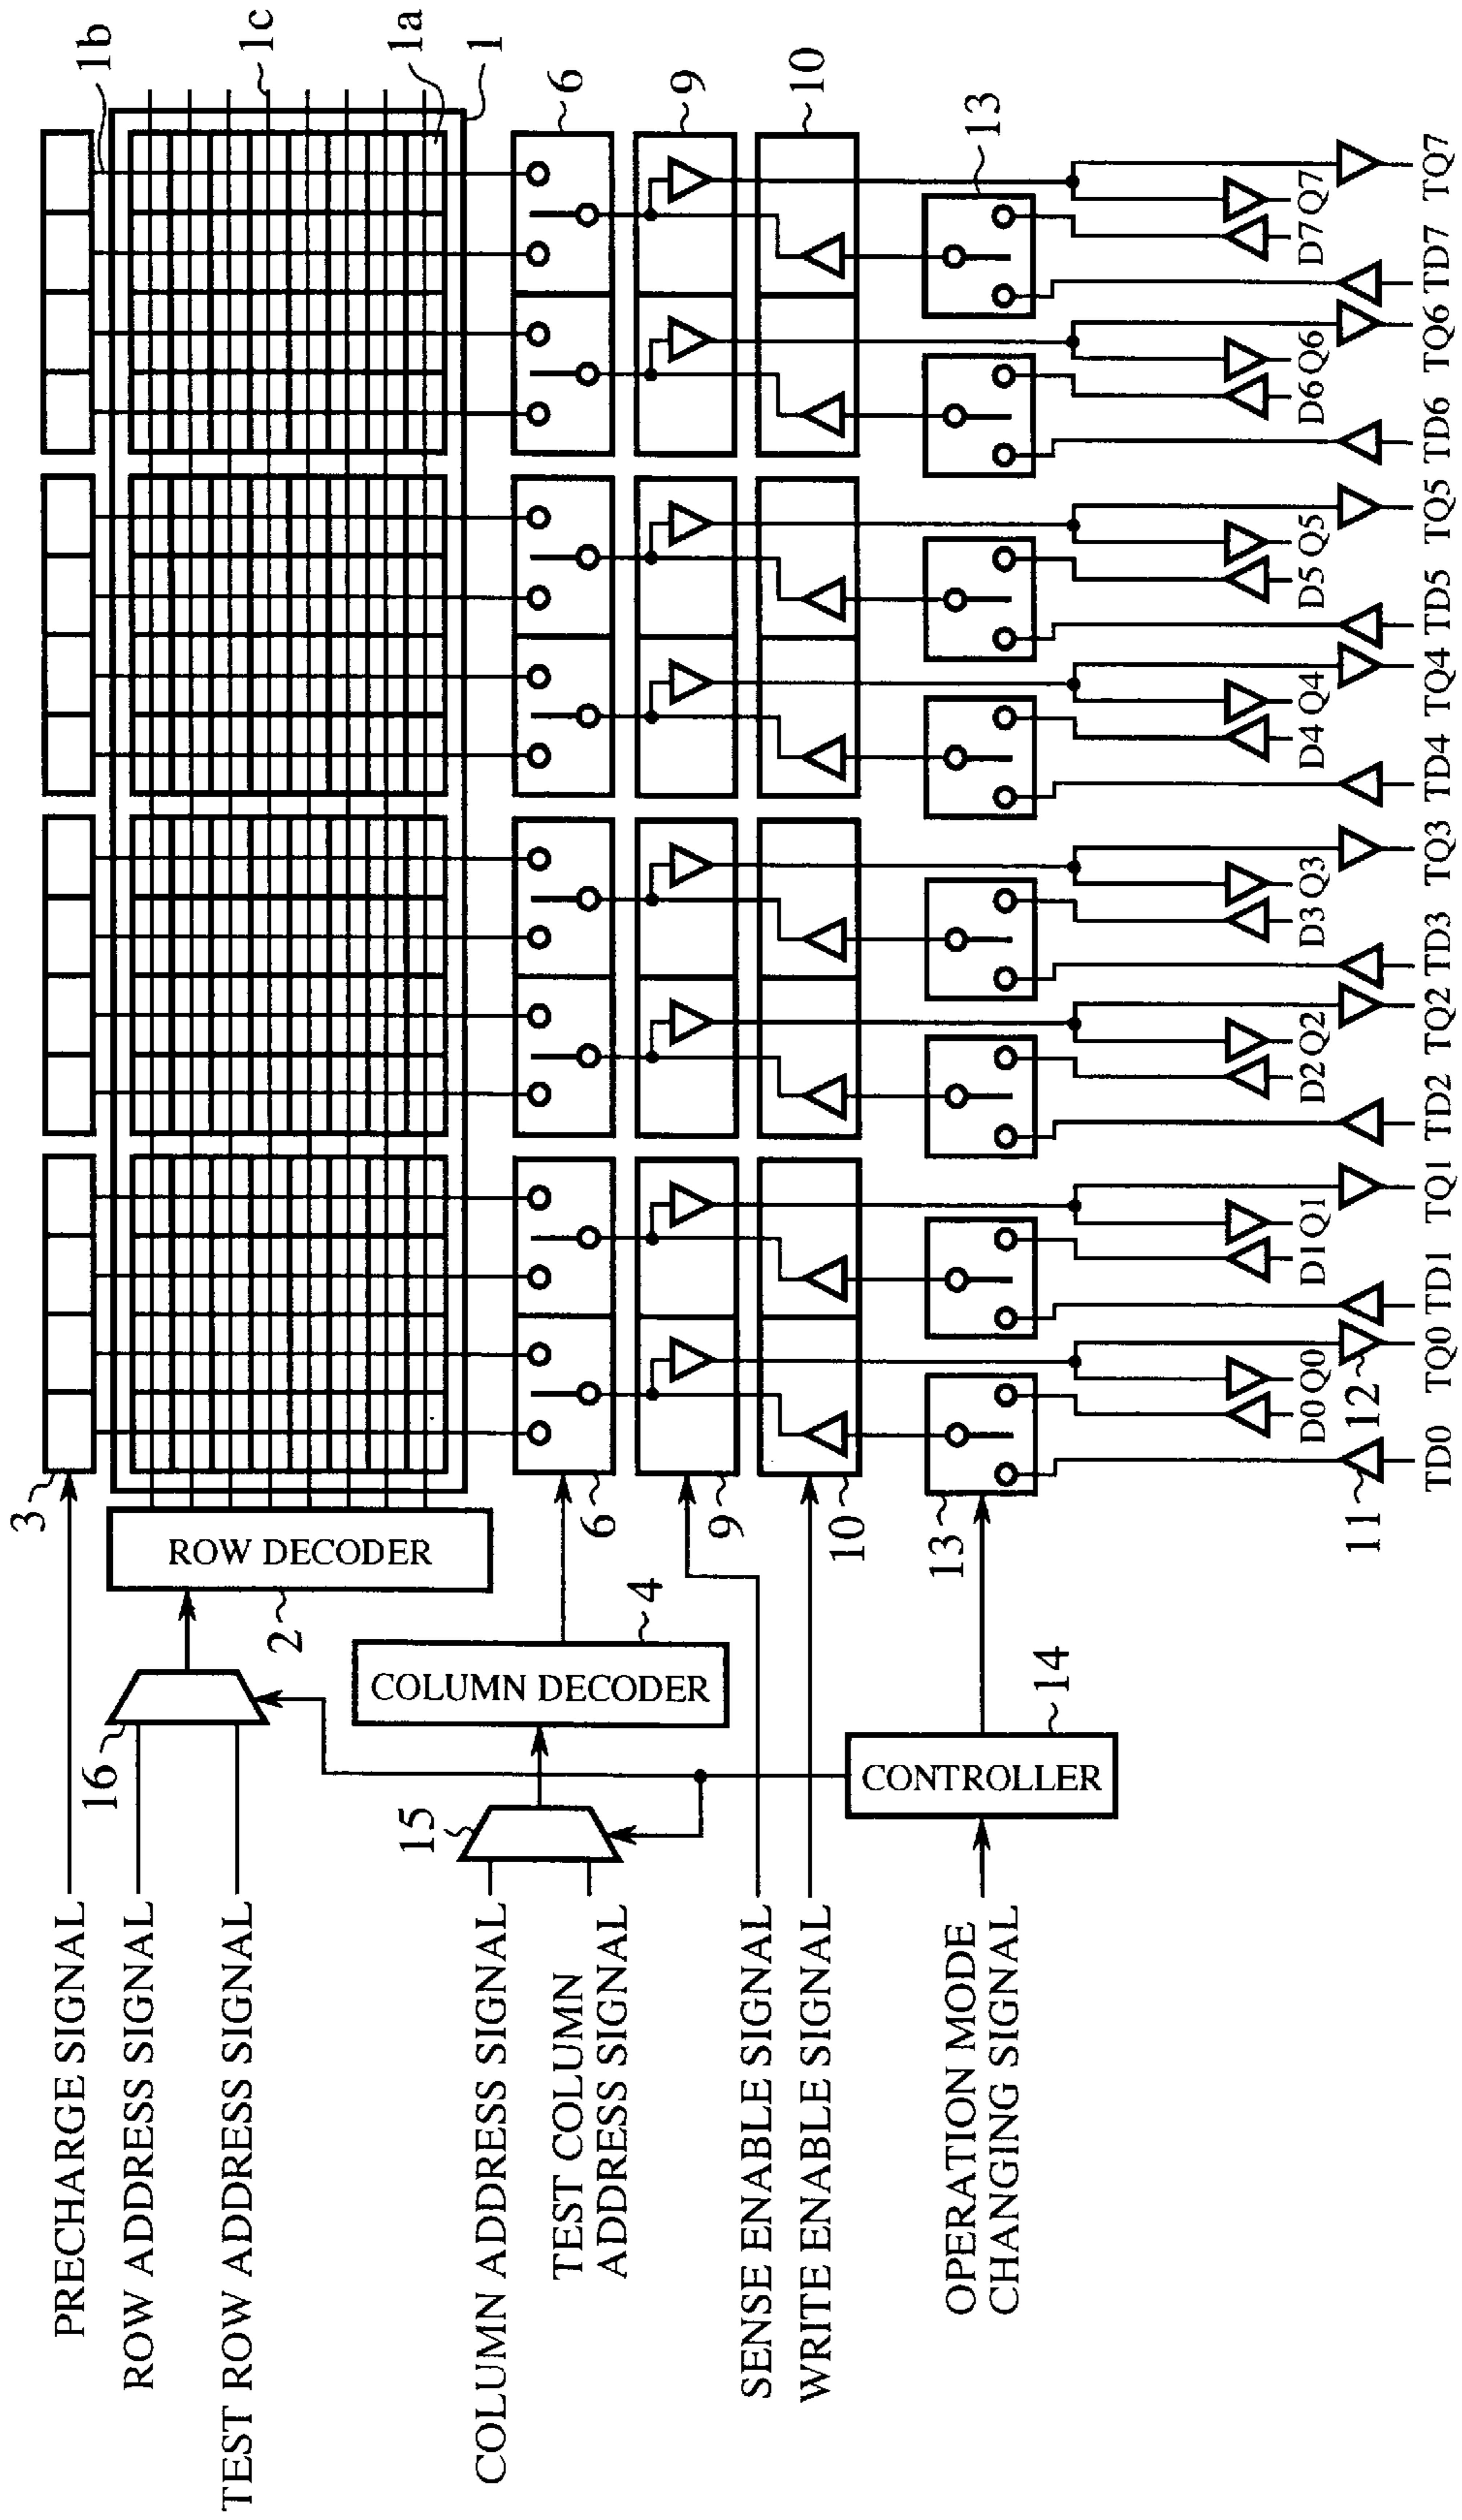 PRECHARGE SIGNAL
ROW ADDRESS SIGNAL
TEST ROW ADDRESS SIGNAL
COLUMN ADDRESS SIGNAL
TEST COLUMN
ADDRESS SIGNAL
SENSE ENABLE SIGNAL
WRITE ENABLE SIGNAL
OPERATION MODE
CHANGING SIGNAL
16
15
ROW DECODER
2
COLUMN DECODER
4
CONTROLLER
14
3
1b
1c
1a
1
6
9
10
13
6
9
10
13
11
12
D0 Q0
D1 Q1
D2 Q2
D3 Q3
D4 Q4
D5 Q5
D6 Q6
D7 Q7
TD0 TQ0 TD1 TQ1 TD2 TQ2 TD3 TQ3 TD4 TQ4 TD5 TQ5 TD6 TQ6 TD7 TQ7